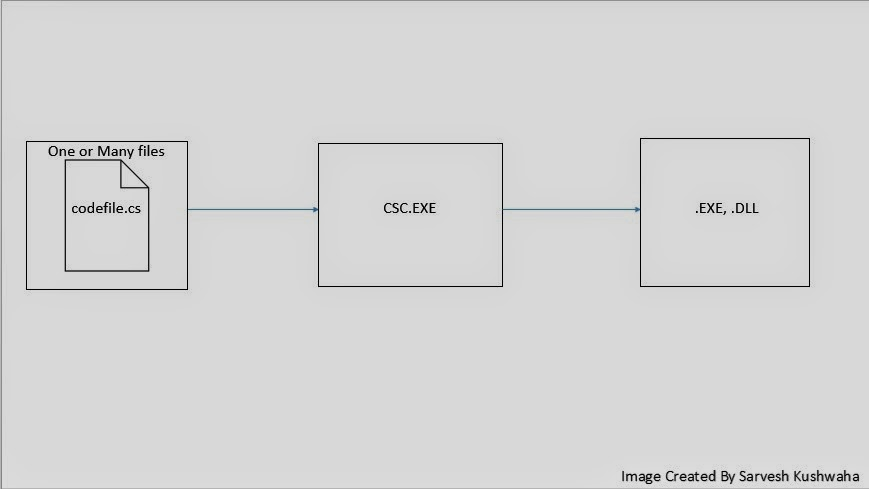 One or Many files
codefile.cs
CSC.EXE
.EXE, .DLL
Image Created By Sarvesh Kushwaha